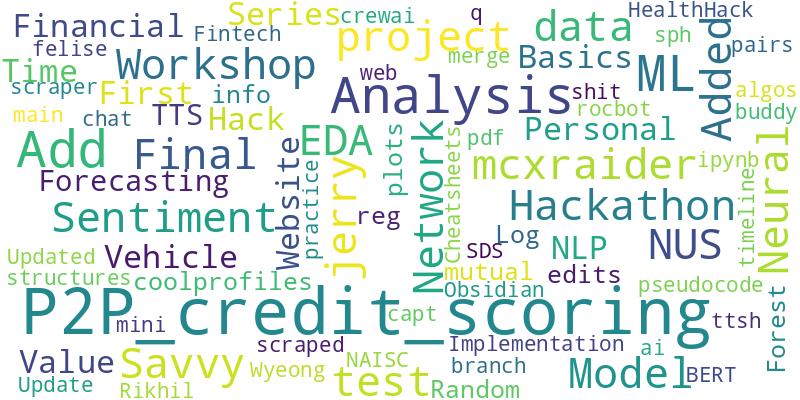 Financial
Series
crewai
q
HealthHack
felise
Fintech
project
data
sph
pairs
Time
Workshop
merge
Basics
ML
Added
scraper
First
info
web
Analysis
shit
algos
main
chat
TTS
Hack
rocbot
buddy
Add
Final
EDA
plots
Network
Cheatsheets
pdf
Personal
Neural
Forecasting
Website
practice
jerry
reg
mcxraider
ipynb
timeline
Sentiment
Hackathon
Log
Updated
Vehicle
SDS
NLP
NUS
structures
coolprofiles
mutual
edits
Obsidian
pseudocode
P2P_credit_scoring
mini
capt
ttsh
Forest
scraped
Implementation
Value
Savvy
Wyeong
NAISC
branch
ai
Model
BERT
Update
Rikhil
test
Random